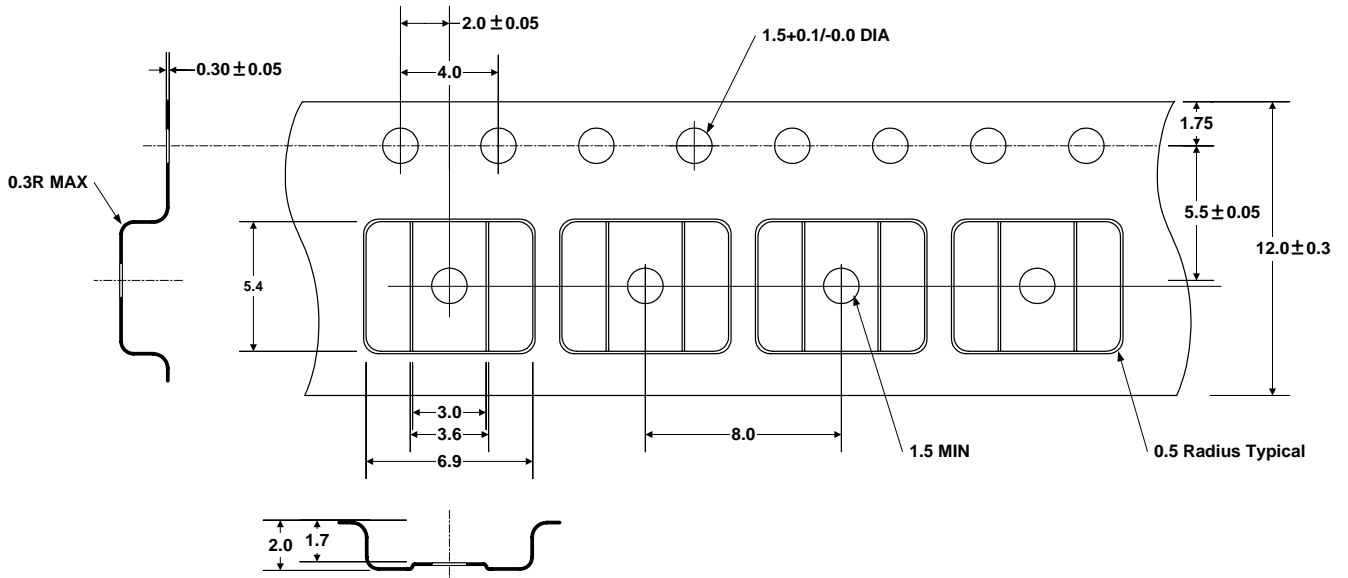 2.0 ± 0.05
1.5+0.1/-0.0 DIA
0.30 ± 0.05
4.0
1.75
0.3R MAX
5.5 ± 0.05
12.0 ± 0.3
5.4
3.0
3.6
6.9
8.0
1.5 MIN
0.5 Radius Typical
2.0
1.7